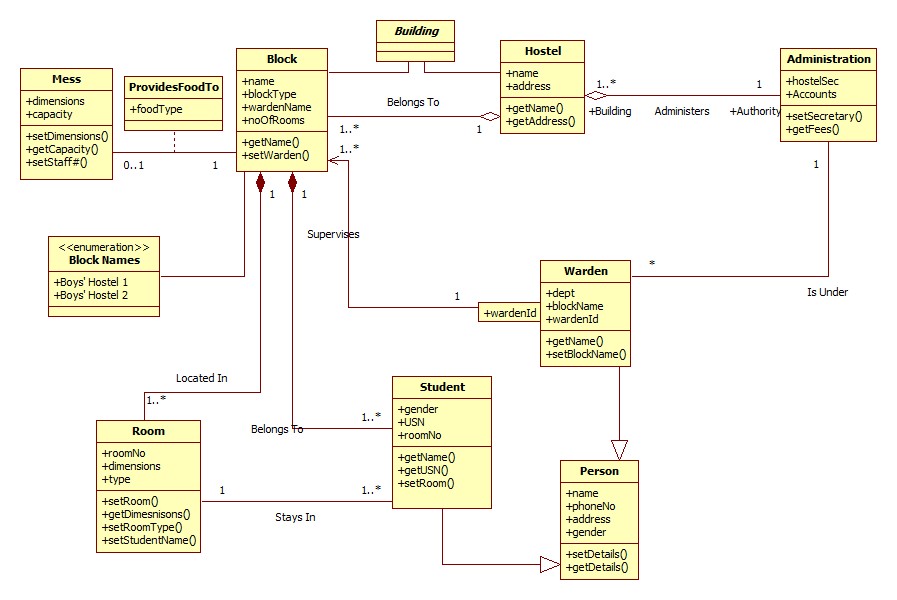 Building
Mess
+dimensions
+capacity
+setDimensions()
+getCapacity()
+setStaff#()
ProvidesFoodTo
+foodType
0..1
1
Block
+name
+blockType
+wardenName
+noOfRooms
+getName()
+setWarden()
Belongs To
1..*
1
1..*
Hostel
+name
+address
+getName()
+getAddress()
1..*
+Building
Administers
1
+Authority
Administration
+hostelSec
+Accounts
+setSecretary()
+getFees()
1
1
1
Supervises
<<enumeration>>
Block Names
+Boys' Hostel 1
+Boys' Hostel 2
1
+wardenId
Warden
+dept
+blockName
+wardenId
+getName()
+setBlockName()
*
Is Under
Located In
1..*
Belongs To
1..*
Room
+roomNo
+dimensions
+type
+setRoom()
+getDimesnisons()
+setRoomType()
+setStudentName()
1
Stays In
1..*
Student
+gender
+USN
+roomNo
+getName()
+getUSN()
+setRoom()
Person
+name
+phoneNo
+address
+gender
+setDetails()
+getDetails()